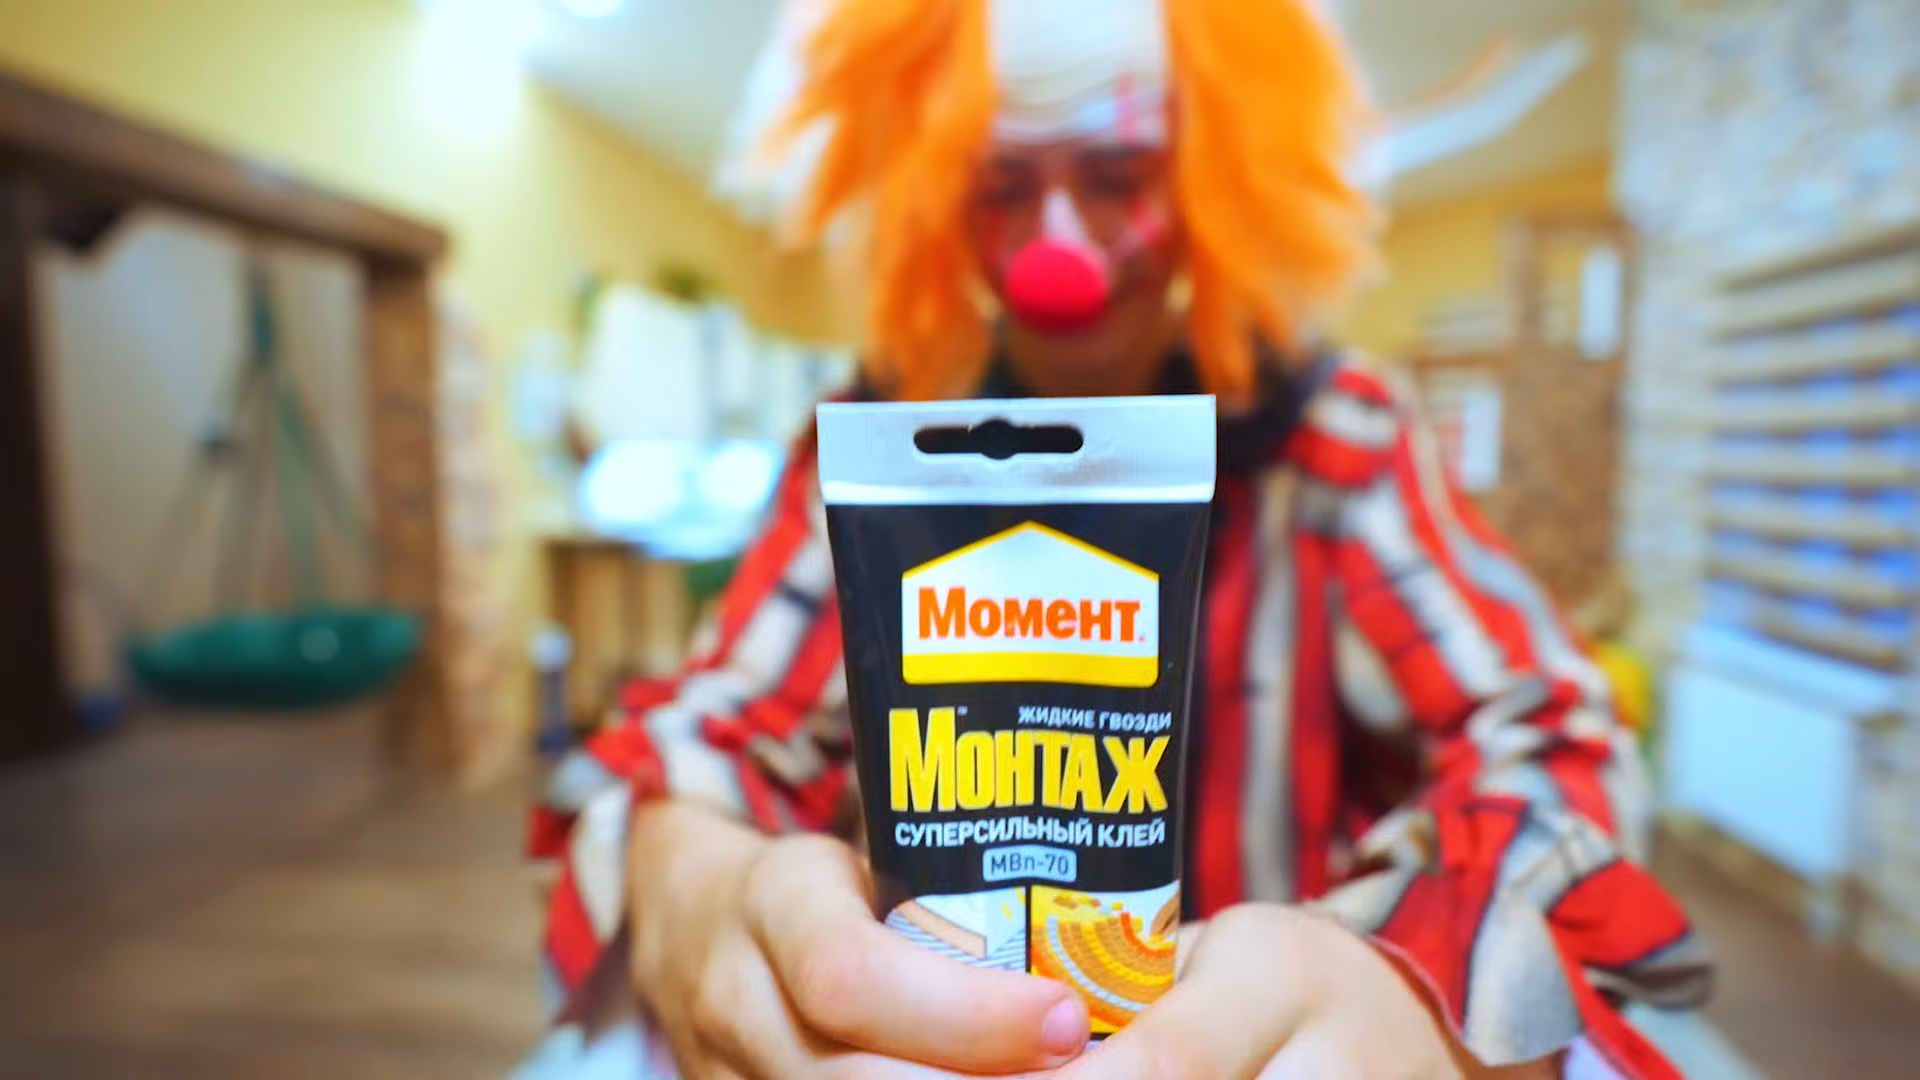 Момент
ЖИДКИЕ ГВОЗДИ
МОНТАЖ
СУПЕРСИЛЬНЫЙ КЛЕЙ
МВп-70